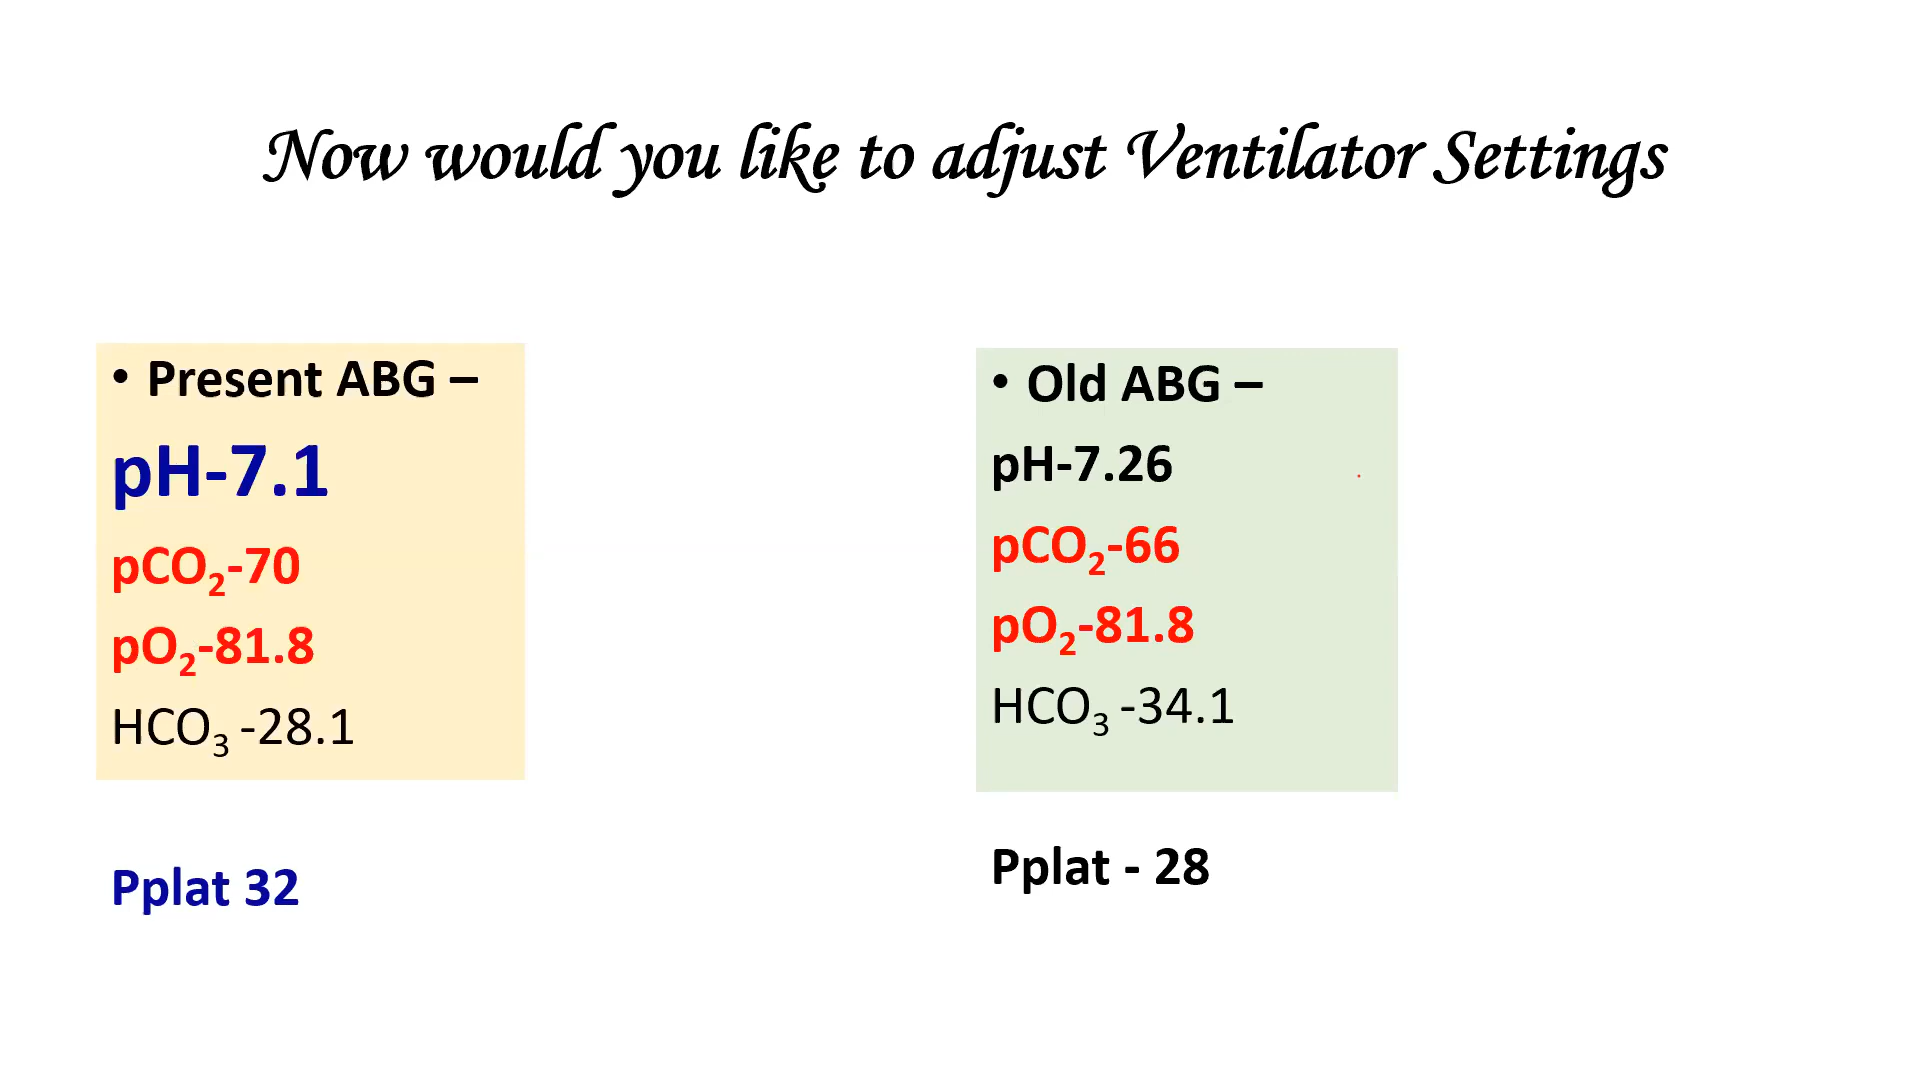 Now would you like to adjust Ventilator Settings
• Present ABG –
pH-7.1
pCO₂-70
pO₂-81.8
HCO₃ -28.1
Pplat 32
• Old ABG –
pH-7.26
pCO₂-66
pO₂-81.8
HCO₃ -34.1
Pplat - 28